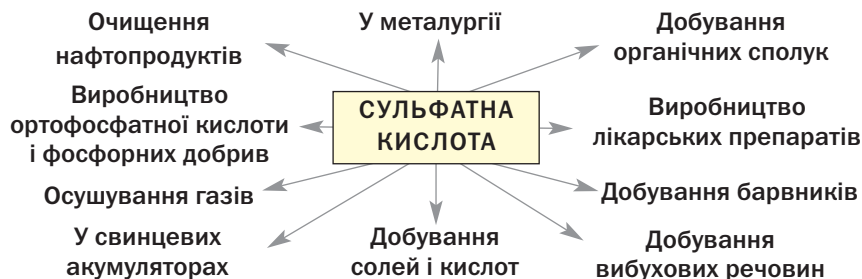 Очищення
нафтопродуктів
У металургії
Добування
органічних сполук
Виробництво
ортофосфатної кислоти
і фосфорних добрив
СУЛЬФАТНА
КИСЛОТА
Виробництво
лікарських препаратів
Осушування газів
Добування барвників
У свинцевих
акумуляторах
Добування
солей і кислот
Добування
вибухових речовин